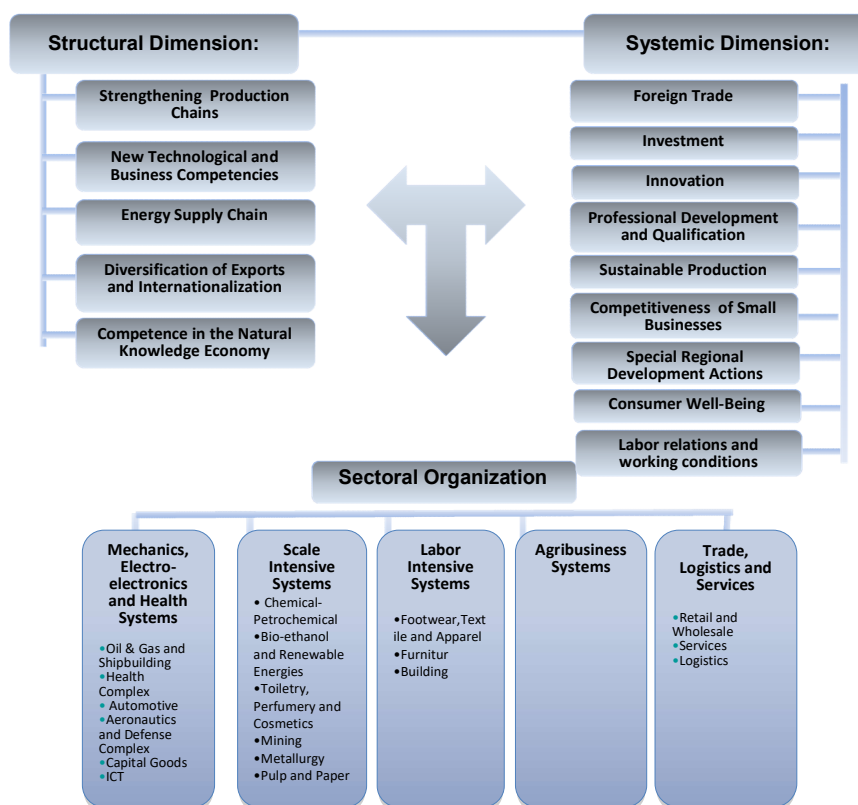 Structural Dimension:
Strengthening Production
Chains
New Technological and
Business Competencies
Energy Supply Chain
Diversification of Exports
and Internationalization
Competence in the Natural
Knowledge Economy
Systemic Dimension:
Foreign Trade
Investment
Innovation
Professional Development
and Qualification
Sustainable Production
Competitiveness of Small
Businesses
Special Regional
Development Actions
Consumer Well-Being
Labor relations and
working conditions
Sectoral Organization
Mechanics,
Electro-
electronics
and Health
Systems
•Oil & Gas and
Shipbuilding
•Health
Complex
• Automotive
•Aeronautics
and Defense
Complex
•Capital Goods
•ICT
Scale
Intensive
Systems
• Chemical-
Petrochemical
•Bio-ethanol
and Renewable
Energies
•Toiletry,
Perfumery and
Cosmetics
•Mining
•Metallurgy
•Pulp and Paper
Labor
Intensive
Systems
•Footwear,Text
ile and Apparel
•Furnitur
•Building
Agribusiness
Systems
Trade,
Logistics and
Services
•Retail and
Wholesale
•Services
•Logistics